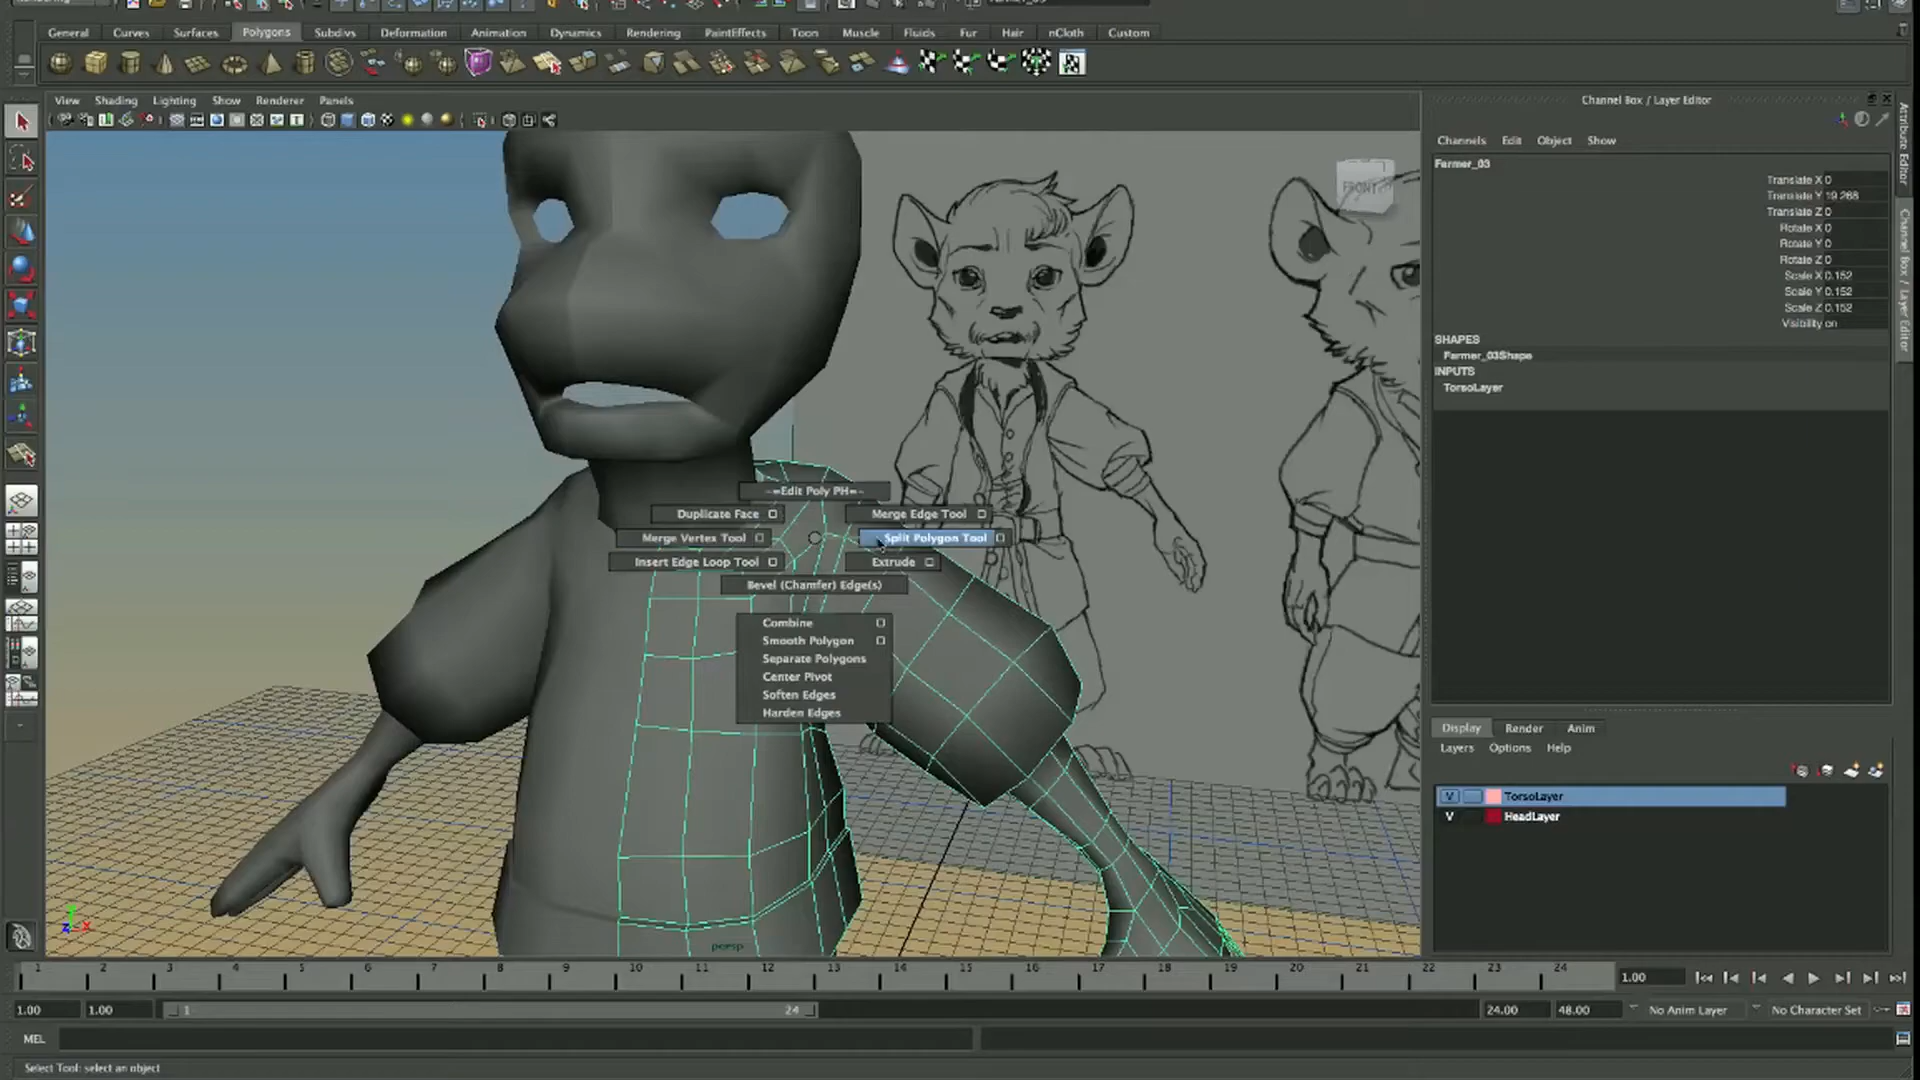 General Curves Surfaces Polygons Subdivs Deformation Animation Dynamics Rendering PaintEffects Toon Muscle Fluids Fur Hair nCloth Custom
View Shading Lighting Show Renderer Panels
Channel Box / Layer Editor
Channels Edit Object Show
Farmer_03
Translate X 0
Translate Y 19.268
Translate Z 0
Rotate X 0
Rotate Y 0
Rotate Z 0
Scale X 0.152
Scale Y 0.152
Scale Z 0.152
Visibility on
SHAPES
Farmer_03Shape
INPUTS
TorsoLayer
Attribute Editor
Channel Box / Layer Editor
FRONT
--=Edit Poly PH=--
Duplicate Face
Merge Edge Tool
Merge Vertex Tool
Split Polygon Tool
Insert Edge Loop Tool
Extrude
Bevel (Chamfer) Edge(s)
Combine
Smooth Polygon
Separate Polygons
Center Pivot
Soften Edges
Harden Edges
Display Render Anim
Layers Options Help
V TorsoLayer
V HeadLayer
persp
1 2 3 4 5 6 7 8 9 10 11 12 13 14 15 16 17 18 19 20 21 22 23 24 1.00
1.00 1.00 1 24 24.00 48.00 No Anim Layer No Character Set
MEL
Select Tool: select an object